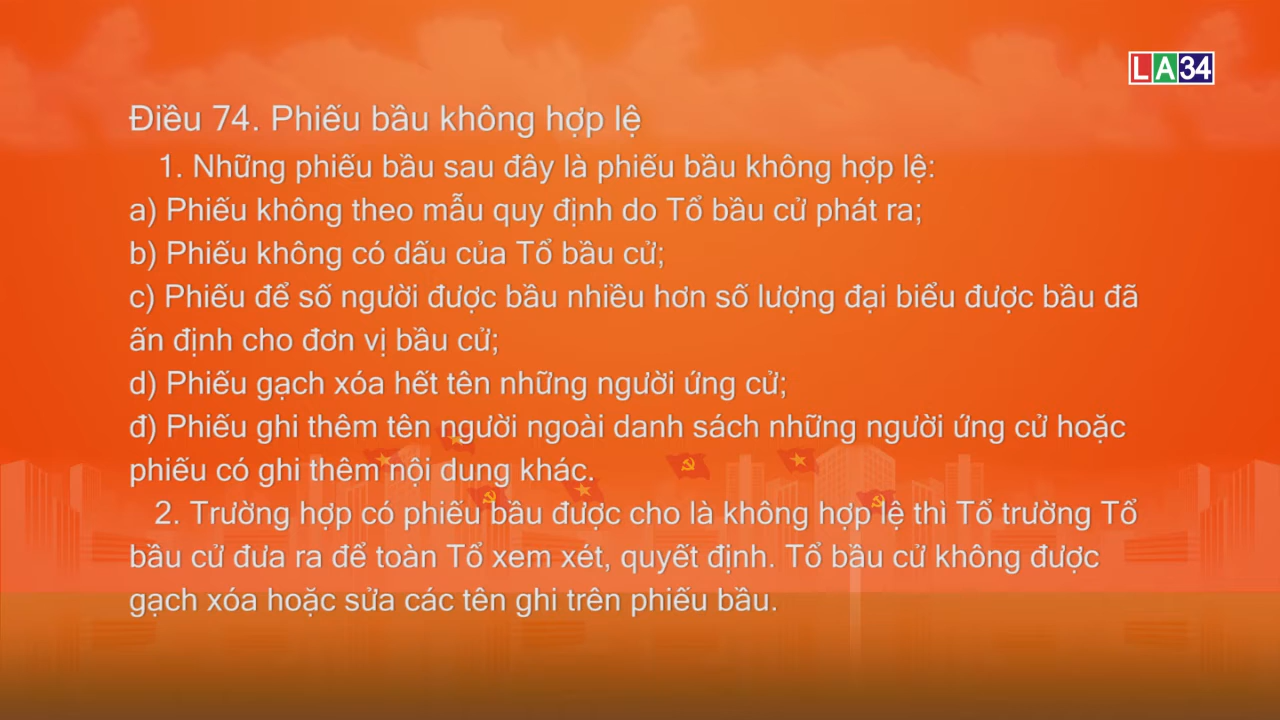 LA34
Điều 74. Phiếu bầu không hợp lệ
1. Những phiếu bầu sau đây là phiếu bầu không hợp lệ:
a) Phiếu không theo mẫu quy định do Tổ bầu cử phát ra;
b) Phiếu không có dấu của Tổ bầu cử;
c) Phiếu để số người được bầu nhiều hơn số lượng đại biểu được bầu đã
ấn định cho đơn vị bầu cử;
d) Phiếu gạch xóa hết tên những người ứng cử;
đ) Phiếu ghi thêm tên người ngoài danh sách những người ứng cử hoặc
phiếu có ghi thêm nội dung khác.
2. Trường hợp có phiếu bầu được cho là không hợp lệ thì Tổ trường Tổ
bầu cử đưa ra để toàn Tổ xem xét, quyết định. Tổ bầu cử không được
gạch xóa hoặc sửa các tên ghi trên phiếu bầu.